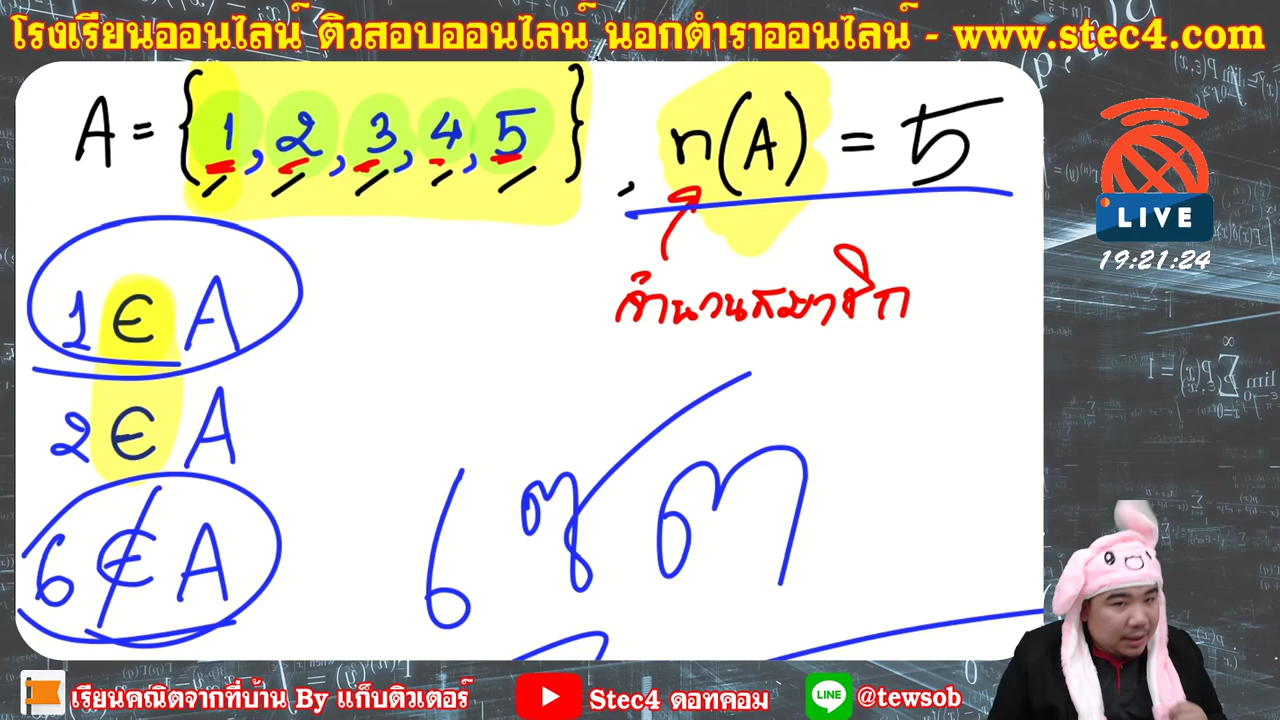 โรงเรียนออนไลน์ ติวสอบออนไลน์ นอกตำราออนไลน์ - www.stec4.com
A = {1, 2, 3, 4, 5}, n(A) = 5
จำนวนสมาชิก
1 ∈ A
2 ∈ A
6 ∉ A
เซต
LIVE
19:21:24
เรียนคณิตจากที่บ้าน By แก็บติวเตอร์
Stec4 ดอทคอม
LINE
@tewsob